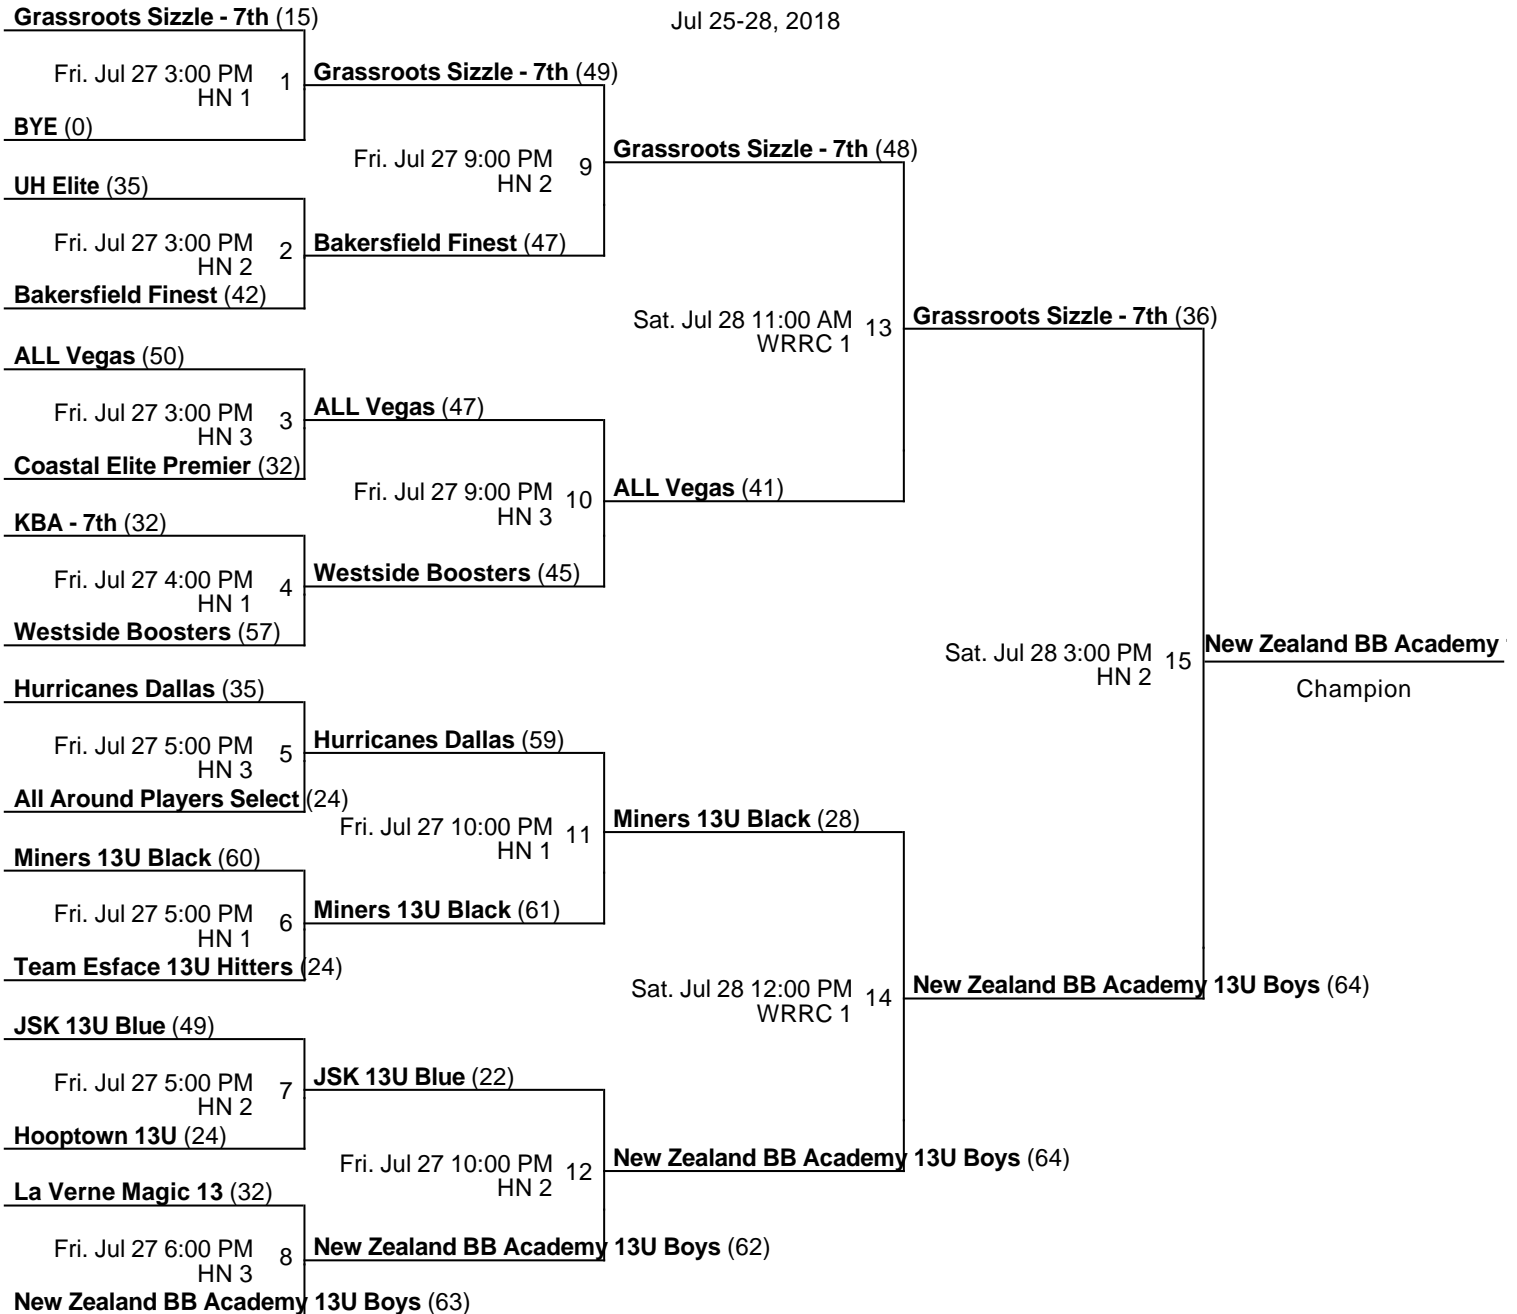 Grassroots Sizzle - 7th (15)
Jul 25-28, 2018
Fri. Jul 27 3:00 PM 1
HN 1
BYE (0)
Grassroots Sizzle - 7th (49)
Fri. Jul 27 9:00 PM 9
HN 2
Grassroots Sizzle - 7th (48)
UH Elite (35)
Fri. Jul 27 3:00 PM 2
HN 2
Bakersfield Finest (42)
Bakersfield Finest (47)
Sat. Jul 28 11:00 AM 13
WRRC 1
Grassroots Sizzle - 7th (36)
ALL Vegas (50)
Fri. Jul 27 3:00 PM 3
HN 3
Coastal Elite Premier (32)
ALL Vegas (47)
Fri. Jul 27 9:00 PM 10
HN 3
ALL Vegas (41)
KBA - 7th (32)
Fri. Jul 27 4:00 PM 4
HN 1
Westside Boosters (57)
Westside Boosters (45)
Sat. Jul 28 3:00 PM 15
HN 2
New Zealand BB Academy
Champion
Hurricanes Dallas (35)
Fri. Jul 27 5:00 PM 5
HN 3
All Around Players Select (24)
Hurricanes Dallas (59)
Fri. Jul 27 10:00 PM 11
HN 1
Miners 13U Black (28)
Miners 13U Black (60)
Fri. Jul 27 5:00 PM 6
HN 1
Team Esface 13U Hitters (24)
Miners 13U Black (61)
Sat. Jul 28 12:00 PM 14
WRRC 1
New Zealand BB Academy 13U Boys (64)
JSK 13U Blue (49)
Fri. Jul 27 5:00 PM 7
HN 2
Hooptown 13U (24)
JSK 13U Blue (22)
Fri. Jul 27 10:00 PM 12
HN 2
New Zealand BB Academy 13U Boys (64)
La Verne Magic 13 (32)
Fri. Jul 27 6:00 PM 8
HN 3
New Zealand BB Academy 13U Boys (63)
New Zealand BB Academy 13U Boys (62)